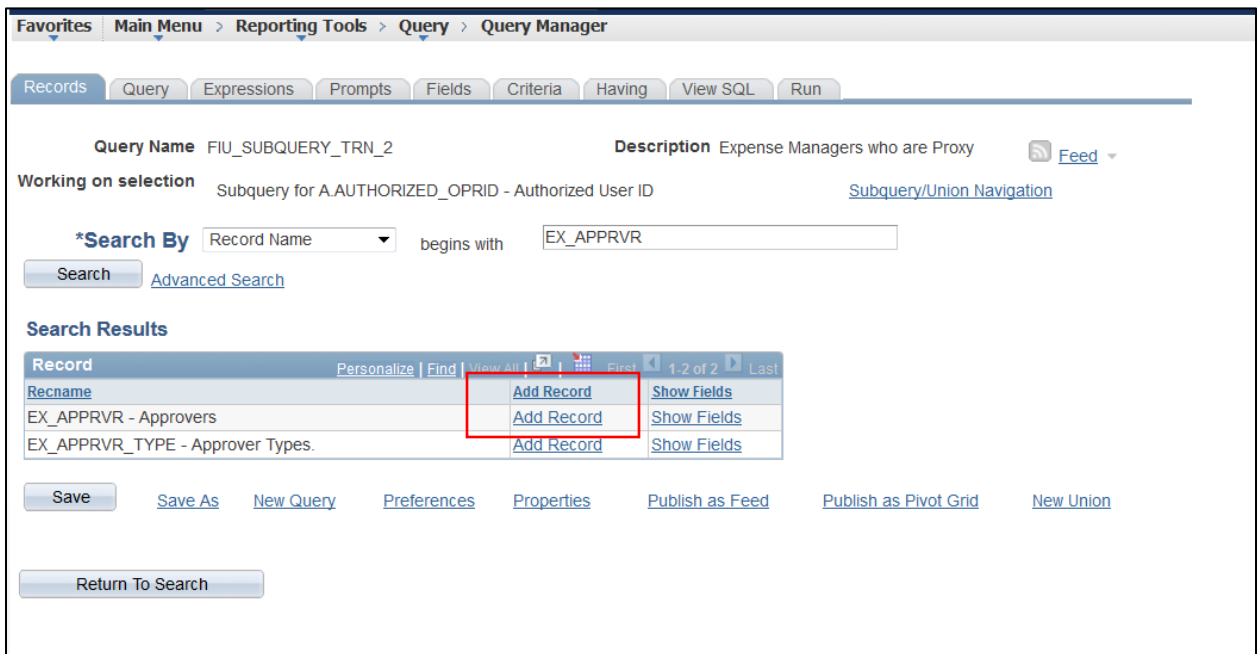 Favorites Main Menu > Reporting Tools > Query > Query Manager
Records Query Expressions Prompts Fields Criteria Having View SQL Run
Query Name FIU_SUBQUERY_TRN_2 Description Expense Managers who are Proxy Feed
Working on selection Subquery for A.AUTHORIZED_OPRID - Authorized User ID Subquery/Union Navigation
*Search By Record Name begins with EX_APPRVR
Search Advanced Search
Search Results
Record Personalize | Find | View All | | First 1-2 of 2 Last
Recname Add Record Show Fields
EX_APPRVR - Approvers Add Record Show Fields
EX_APPRVR_TYPE - Approver Types. Add Record Show Fields
Save Save As New Query Preferences Properties Publish as Feed Publish as Pivot Grid New Union
Return To Search